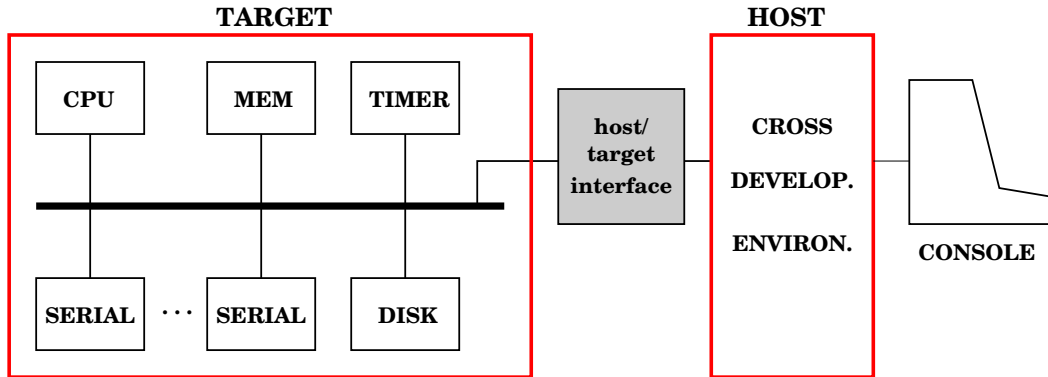 TARGET
HOST
CPU
MEM
TIMER
host/
target
interface
CROSS
DEVELOP.
ENVIRON.
CONSOLE
SERIAL
...
SERIAL
DISK